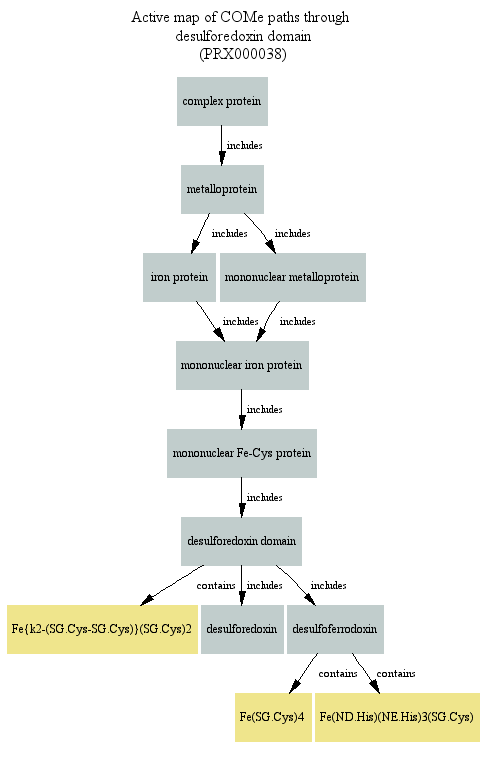 Active map of COMe paths through
desulforedoxin domain
(PRX000038)
complex protein
includes
metalloprotein
includes
includes
iron protein
mononuclear metalloprotein
includes
includes
mononuclear iron protein
includes
mononuclear Fe-Cys protein
includes
desulforedoxin domain
contains
includes
includes
Fe{k2-(SG.Cys-SG.Cys)}(SG.Cys)2
desulforedoxin
desulfoferrodoxin
contains
contains
Fe(SG.Cys)4
Fe(ND.His)(NE.His)3(SG.Cys)